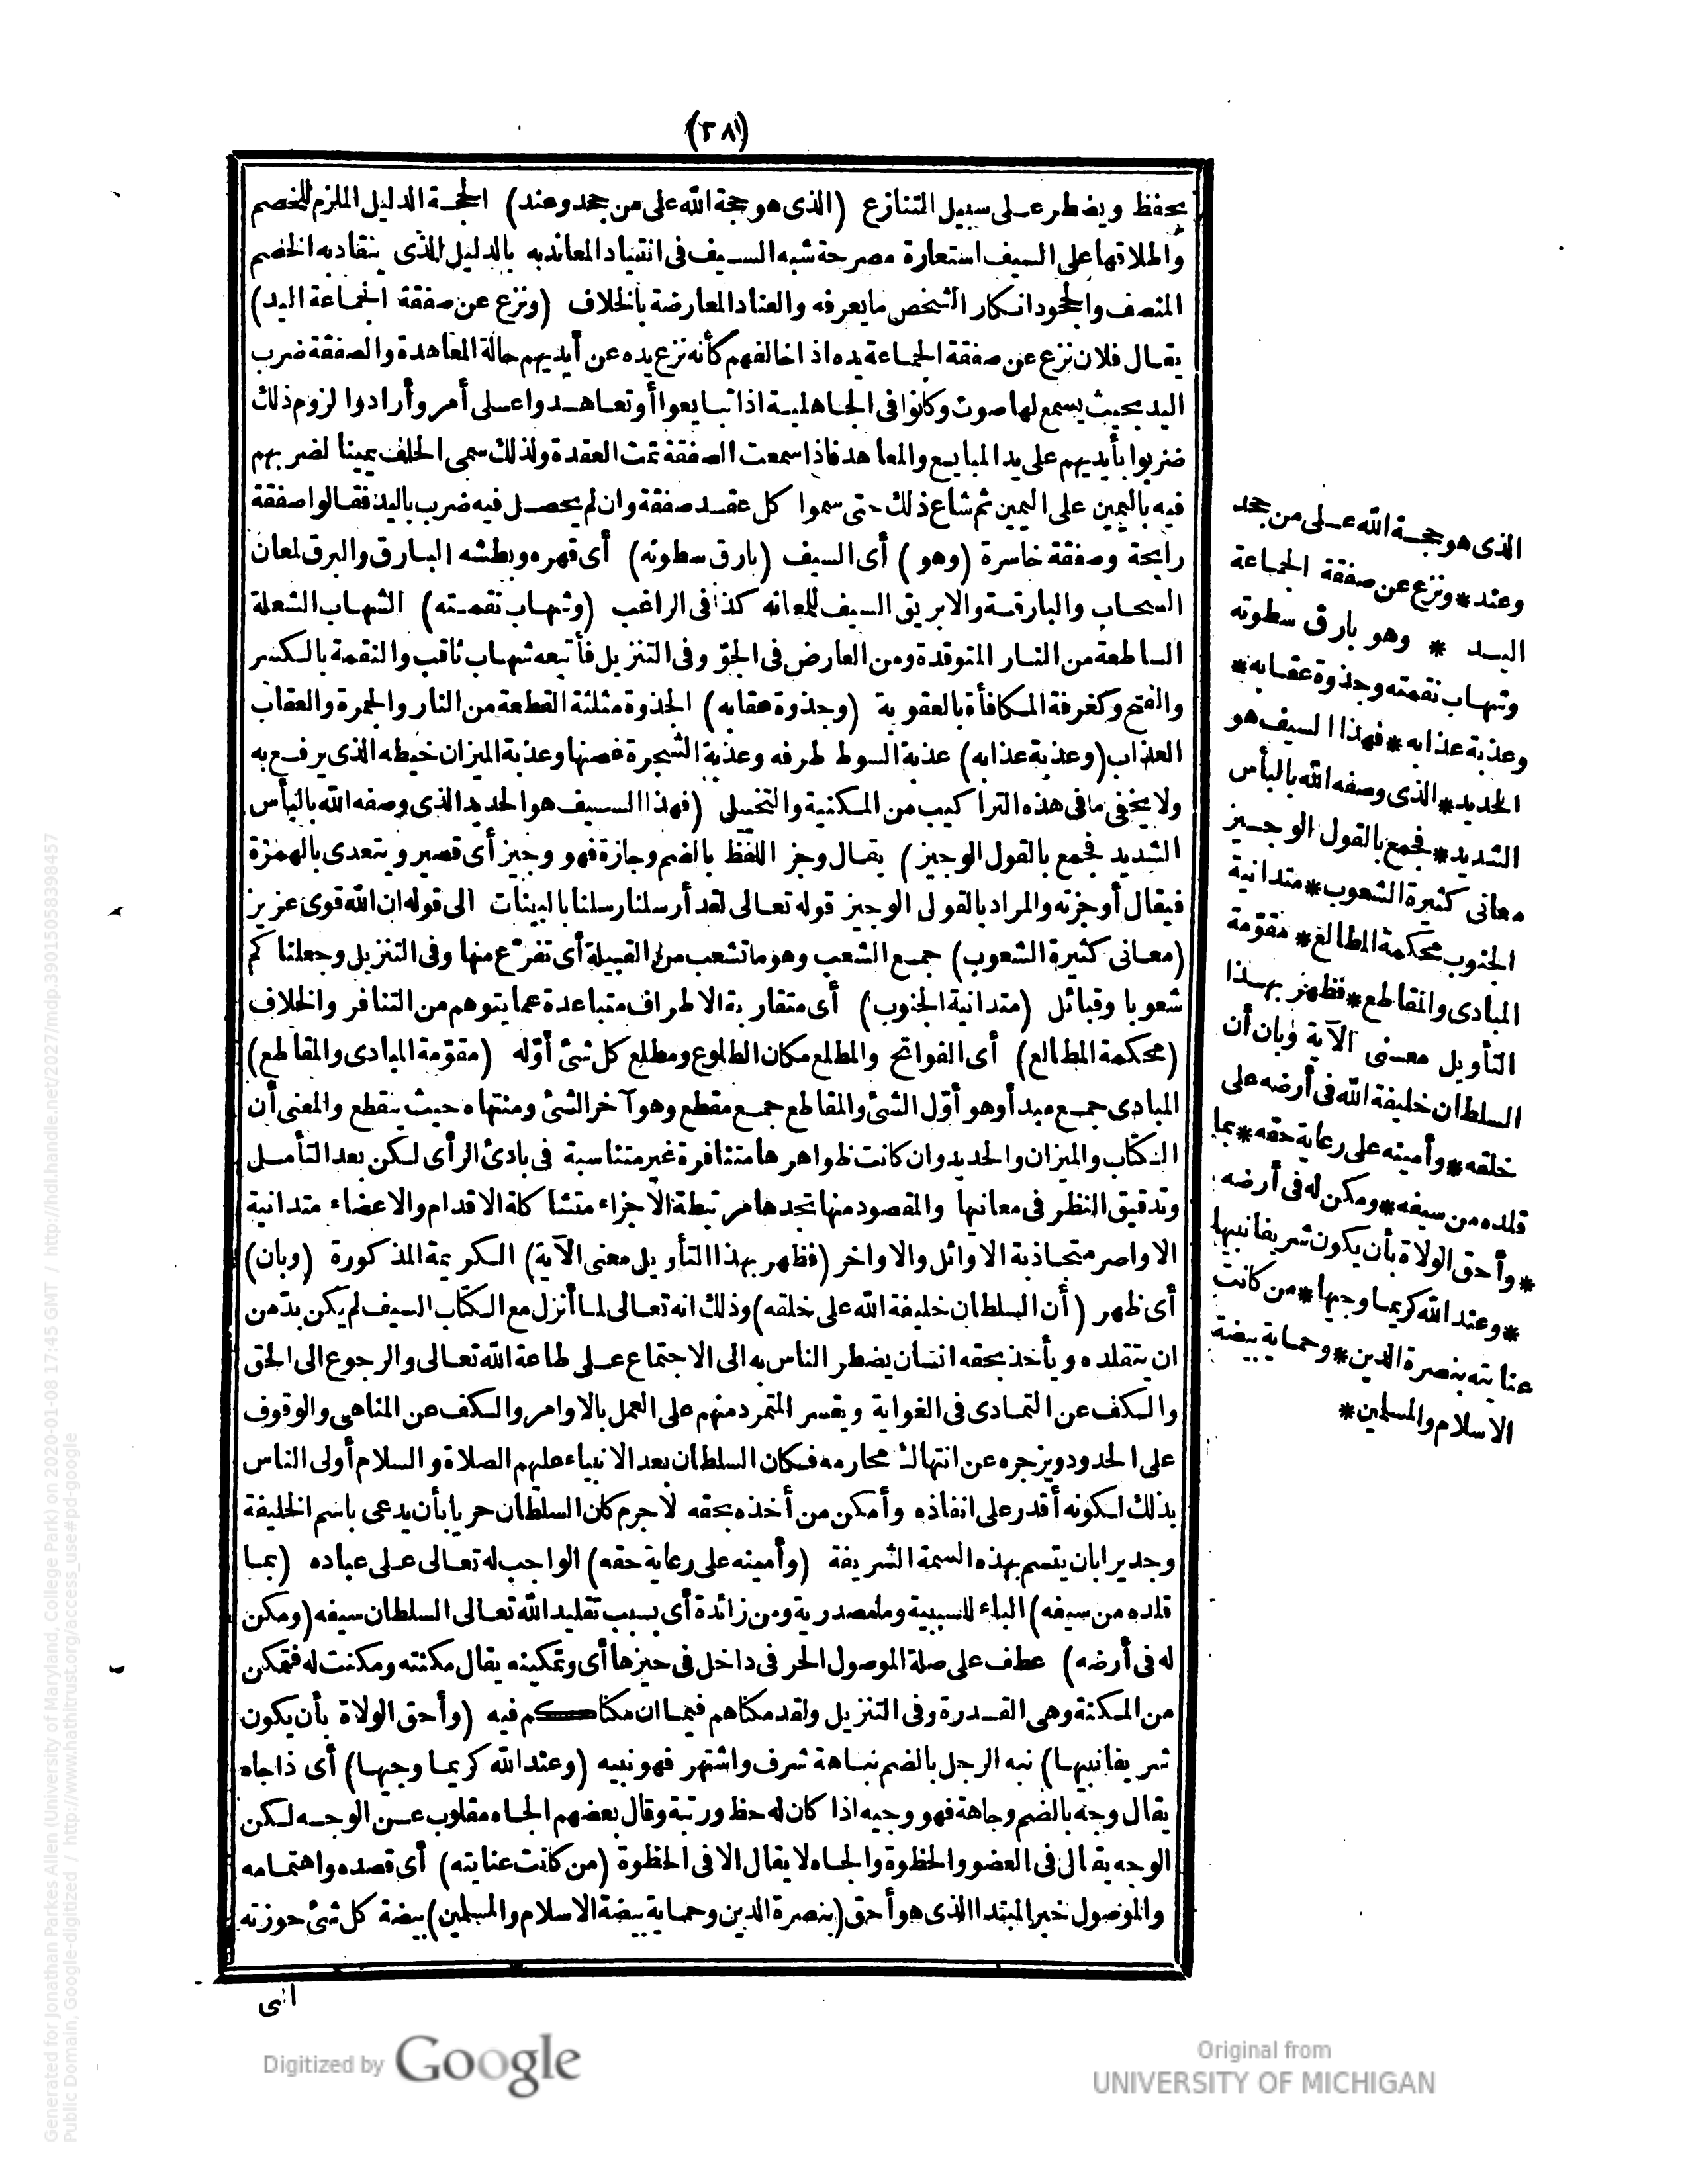 (٢٨)
يحفظ ويضطر على سبيل التنازع (الذى هو حجة الله على من جحد وعند) الحجة الدليل الملزم للخصم
واطلاقها على السيف استعارة مصرحة شبه السيف فى انقياد المعاند به بالدليل الذى ينقاد به الخصم
المنصف والجحود انكار الشخص ما يعرفه والعناد المعارضة بالخلاف (ونزع عن صفقة الجماعة اليد)
يقال فلان نزع عن صفقة الجماعة يده اذا خالفهم كأنه نزع يده عن أيديهم حالة المعاهدة والصفقة ضرب
اليد بحيث يسمع لها صوت وكانوا فى الجاهلية اذا تبايعوا أو تعاهدوا على أمر وأرادوا لزوم ذلك
ضربوا بأيديهم على يد المبايع والمعاهد فاذا سمعت الصفقة تمت العقدة ولذلك سمى الحلف يمينا لضربهم
فيه باليمين على اليمين ثم شاع ذلك حتى سموا كل عقد صفقة وان لم يحصل فيه ضرب باليد فقالوا صفقة
رابحة وصفقة خاسرة (وهو) أى السيف (بارق سطوته) أى قهره وبطشه البارق والبرق لمعان
السحاب والبارقة والابريق السيف للمعانه كذا فى الراغب (وشهاب نقمته) الشهاب الشعلة
الساطعة من النار المتوقدة ومن العارض فى الجو وفى التنزيل فأتبعه شهاب ثاقب والنقمة بالكسر
والفتح وكغرفة المكافأة بالعقوبة (وجذوة عقابه) الجذوة مثلثة القطعة من النار والجمرة والعقاب
العذاب (وعذبة عذابه) عذبة السوط طرفه وعذبة الشجرة غصنها وعذبة الميزان خيطه الذى يرفع به
ولا يخفى ما فى هذه التراكيب من المكنية والتخييلى (فهذا السيف هو الحديد الذى وصفه الله بالبأس
الشديد فجمع بالقول الوجيز) يقال وجز اللفظ بالضم وجازة فهو وجيز أى قصير ويتعدى بالهمزة
فيقال أوجزته والمراد بالقول الوجيز قوله تعالى لقد أرسلنا رسلنا بالبينات الى قوله ان الله قوى عزيز
(معانى كثيرة الشعوب) جمع الشعب وهو ما تشعب من القبيلة أى تفرّع منها وفى التنزيل وجعلناكم
شعوبا وقبائل (متدانية الجنوب) أى متقاربة الاطراف متباعدة عما يتوهم من التنافر والخلاف
(محكمة المطالع) أى الفواتح والمطلع مكان الطلوع ومطلع كل شئ أوّله (مقوّمة المبادى والمقاطع)
المبادى جمع مبدأ وهو أوّل الشئ والمقاطع جمع مقطع وهو آخر الشئ ومنتهاه حيث ينقطع والمعنى أن
الكتاب والميزان والحديد وان كانت ظواهرها متنافرة غير متناسبة فى بادئ الرأى لكن بعد التأمل
وتدقيق النظر فى معانيها والمقصود منها تجدها مرتبطة الاجزاء متشاكلة الاقدام والاعضاء متدانية
الاواصر متحاذبة الاوائل والاواخر (فظهر بهذا التأويل معنى الآية) الكريمة المذكورة (وبان)
أى ظهر (أن السلطان خليفة الله على خلقه) وذلك انه تعالى لما أنزل مع الكتاب السيف لم يكن بدّ من
ان يتقلده ويأخذ بحقه انسان يضطر الناس به الى الاجتماع على طاعة الله تعالى والرجوع الى الحق
والكف عن التمادى فى الغواية ويقسر المتمرد منهم على العمل بالاوامر والكف عن المناهى والوقوف
على الحدود ويزجره عن انتهاك محارمه فكان السلطان بعد الانبياء عليهم الصلاة والسلام أولى الناس
بذلك لكونه أقدر على انفاذه وأمكن من أخذه بحقه لا جرم كان السلطان حريا بأن يدعى باسم الخليفة
وجديرا بان يتسم بهذه السمة الشريفة (وأمينه على رعاية حقه) الواجب له تعالى على عباده (بما
قلده من سيفه) الباء للسببية وما مصدرية ومن زائدة أى بسبب تقليد الله تعالى السلطان سيفه (ومكن
له فى أرضه) عطف على صلة الموصول الحرفى داخل فى حيزها أى وتمكينه يقال مكنته ومكنت له فتمكن
من المكنة وهى القدرة وفى التنزيل ولقد مكناهم فيما ان مكناكم فيه (وأحق الولاة بأن يكون
شريفا نبيها) نبه الرجل بالضم نباهة شرف واشتهر فهو نبيه (وعند الله كريما وجيها) أى ذا جاه
يقال وجه بالضم وجاهة فهو وجيه اذا كان له حظ ورتبة وقال بعضهم الجاه مقلوب عن الوجه لكن
الوجه يقال فى العضو والحظوة والجاه لا يقال الا فى الحظوة (من كانت عنايته) أى قصده واهتمامه
والموصول خبر المبتدا الذى هو أحق (بنصرة الدين وحماية بيضة الاسلام والمسلمين) بيضة كل شئ حوزته
الذى هو حجة الله على من جحد
وعند * ونزع عن صفقة الجماعة
اليد * وهو بارق سطوته
وشهاب نقمته وجذوة عقابه *
وعذبة عذابه * فهذا السيف هو
الحديد * الذى وصفه الله بالبأس
الشديد * فجمع بالقول الوجيز
معانى كثيرة الشعوب * متدانية
الجنوب محكمة المطالع * مقوّمة
المبادى والمقاطع * فظهر بهذا
التأويل معنى الآية وبان أن
السلطان خليفة الله فى أرضه على
خلقه * وأمينه على رعاية حقه * بما
قلده من سيفه * ومكن له فى أرضه
* وأحق الولاة بأن يكون شريفا نبيها
* وعند الله كريما وجيها * من كانت
عنايته بنصرة الدين * وحماية بيضة
الاسلام والمسلمين *
Digitized by Google
Original from
UNIVERSITY OF MICHIGAN
Generated for Jonathan Parkes Allen (University of Maryland, College Park) on 2020-01-08 17:45 GMT / http://hdl.handle.net/2027/mdp.39015058398457
Public Domain, Google-digitized / http://www.hathitrust.org/access_use#pd-google